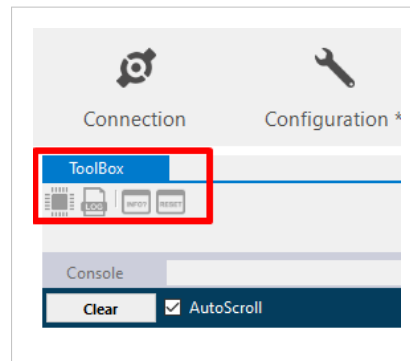 Connection Configuration *
ToolBox
LOG INFO? RESET
Console
Clear AutoScroll